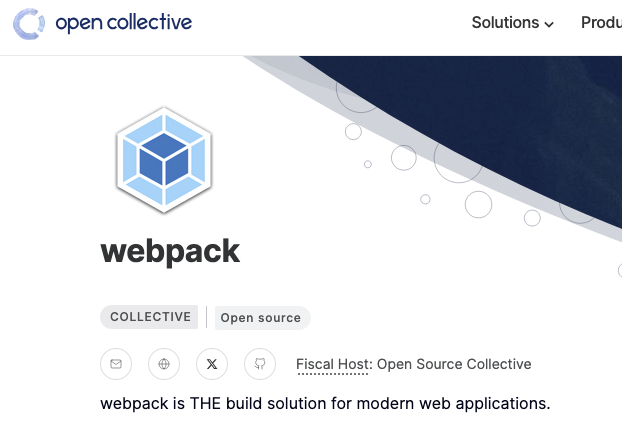 open collective
Solutions
Produ
webpack
COLLECTIVE
Open source
Fiscal Host: Open Source Collective
webpack is THE build solution for modern web applications.